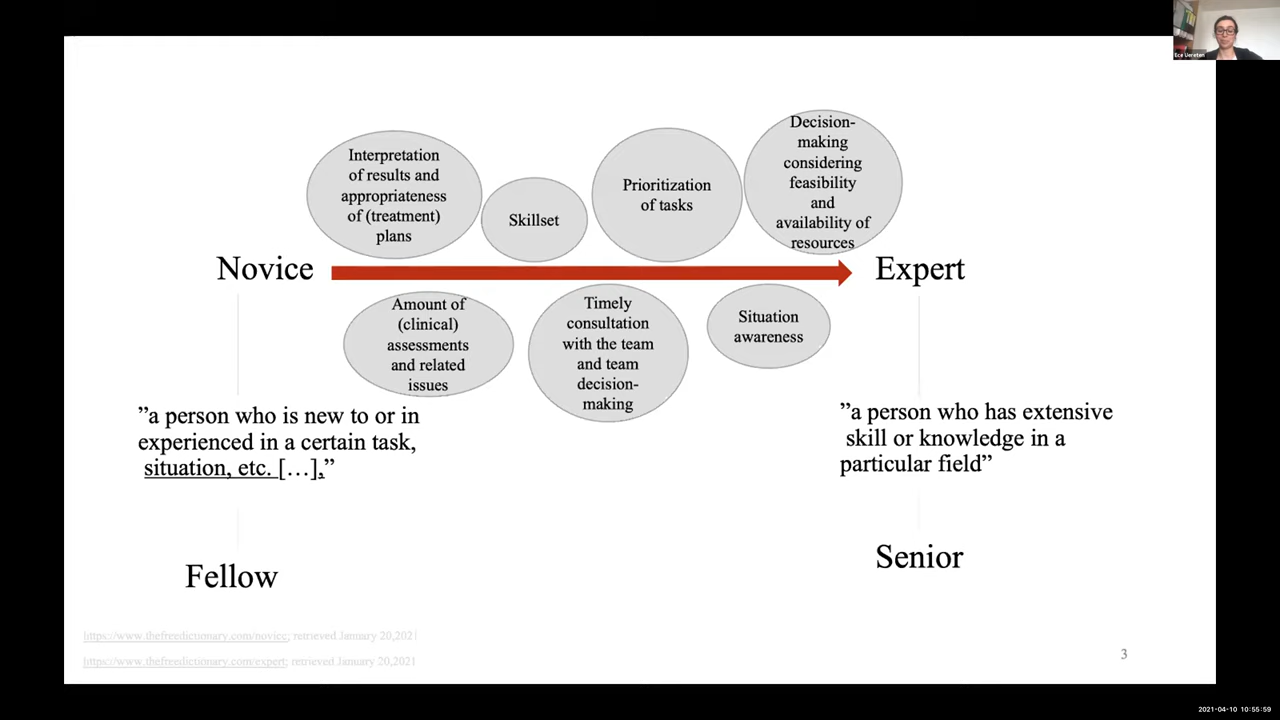 Ece Uereten
Decision-
making
considering
feasibility
and
availability of
resources
Interpretation
of results and
appropriateness
of (treatment)
plans
Skillset
Prioritization
of tasks
Novice
Expert
Amount of
(clinical)
assessments
and related
issues
Timely
consultation
with the team
and team
decision-
making
Situation
awareness
”a person who is new to or in
experienced in a certain task,
situation, etc. […],”
”a person who has extensive
skill or knowledge in a
particular field”
Fellow
Senior
https://www.thefreedictionary.com/novice; retrieved January 20,2021
https://www.thefreedictionary.com/expert; retrieved January 20,2021
3
2021-04-10 10:55:59